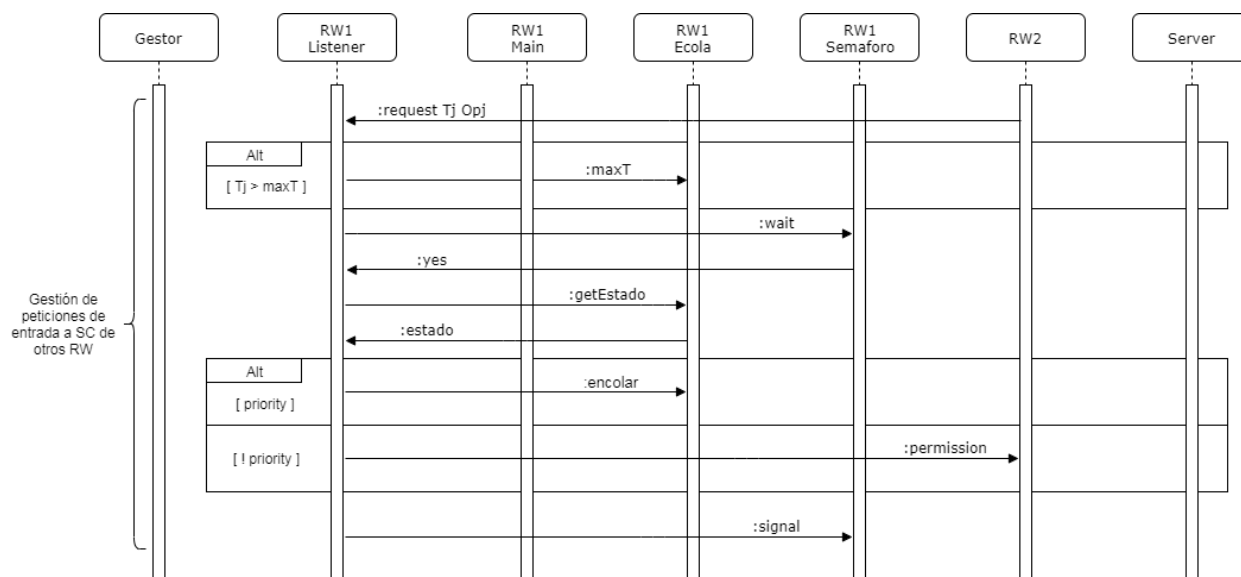 Gestor
RW1
Listener
RW1
Main
RW1
Ecola
RW1
Semaforo
RW2
Server
:request Tj Opj
Alt
[ Tj > maxT ]
:maxT
:wait
:yes
:getEstado
:estado
Gestión de
peticiones de
entrada a SC de
otros RW
Alt
[ priority ]
:encolar
[ ! priority ]
:permission
:signal